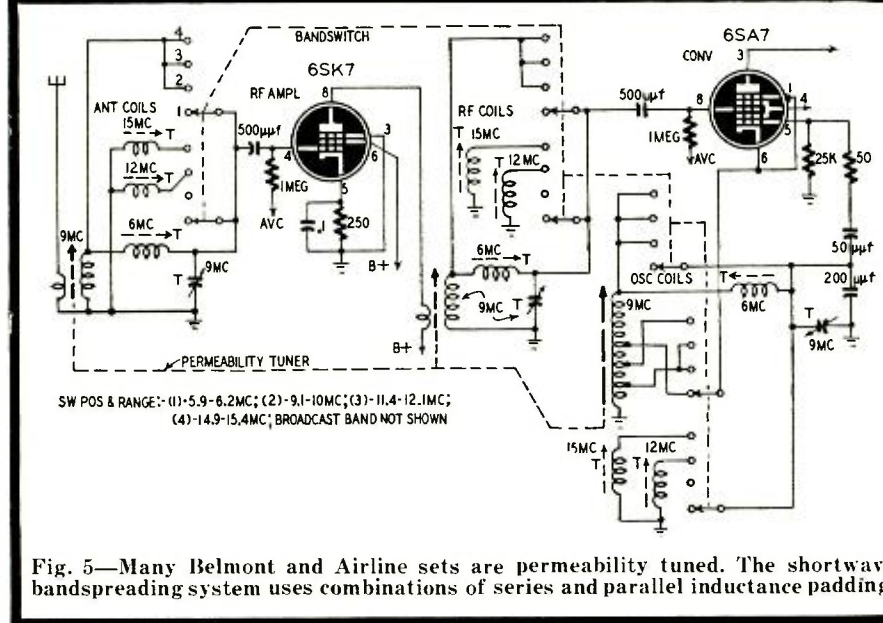 BANDSWITCH
4
3
2
1
ANT COILS
15MC
T
12MC
T
6MC
T
9MC
9MC
T
500µµf
6SK7
RF AMPL
8
3
6
4
5
1MEG
AVC
.1
250
B+
B+
RF COILS
T
15MC
T
12MC
6MC
T
9MC
T
500µµf
6SA7
CONV
3
8
1
4
5
6
1MEG
AVC
25K
50
50µµf
200µµf
OSC COILS
9MC
T
6MC
T
9MC
15MC
T
12MC
T
PERMEABILITY TUNER
SW POS & RANGE:-(1)-5.9-6.2MC; (2)-9.1-10MC; (3)-11.4-12.1MC;
(4)-14.9-15.4MC; BROADCAST BAND NOT SHOWN
Fig. 5—Many Belmont and Airline sets are permeability tuned. The shortwav
bandspreading system uses combinations of series and parallel inductance padding